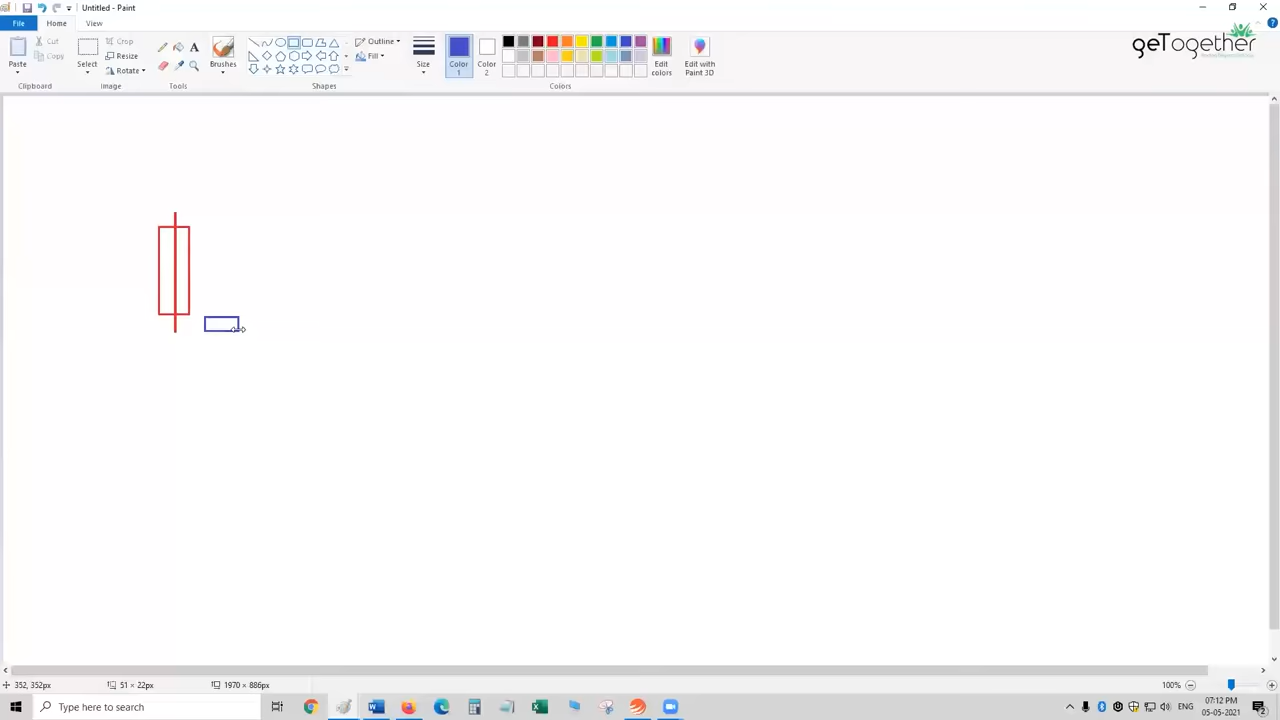 Untitled - Paint
File
Home
View
geTogether
Paste
Cut
Copy
Clipboard
Select
Crop
Resize
Rotate
Image
A
Tools
Brushes
Outline
Fill
Shapes
Size
Color
1
Color
2
Colors
Edit
colors
Edit with
Paint 3D
352, 352px
51 × 22px
1970 × 886px
100%
Type here to search
ENG
07:12 PM
05-05-2021
2